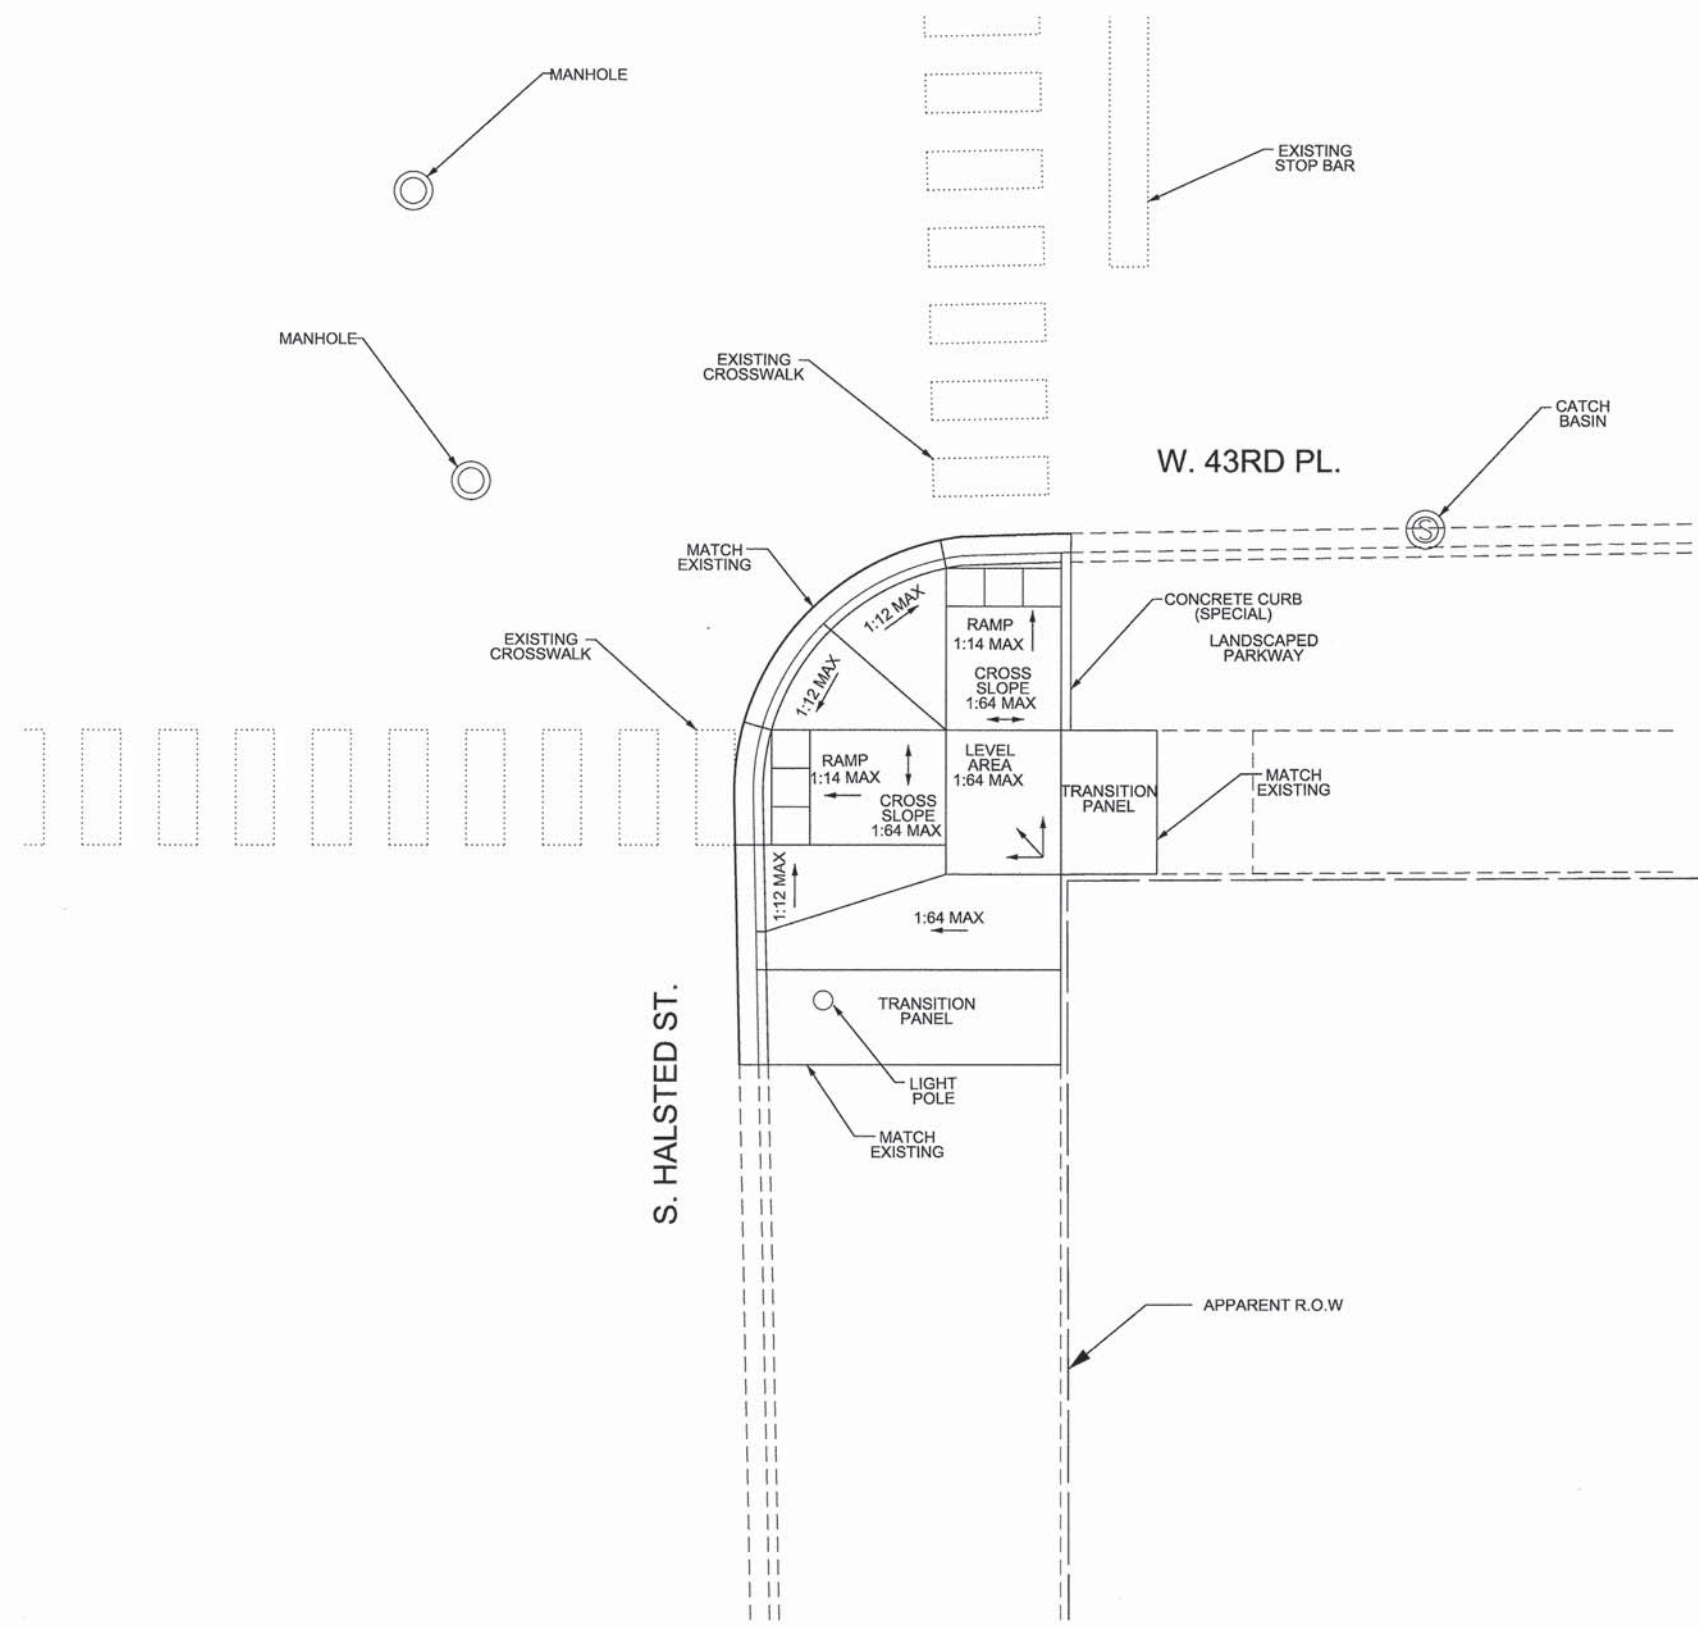 MANHOLE
EXISTING
STOP BAR
MANHOLE
EXISTING
CROSSWALK
CATCH
BASIN
W. 43RD PL.
S
MATCH
EXISTING
1:12 MAX
CONCRETE CURB
(SPECIAL)
RAMP
1:14 MAX
LANDSCAPED
PARKWAY
EXISTING
CROSSWALK
1:12 MAX
CROSS
SLOPE
1:64 MAX
RAMP
1:14 MAX
LEVEL
AREA
1:64 MAX
CROSS
SLOPE
1:64 MAX
TRANSITION
PANEL
MATCH
EXISTING
1:12 MAX
1:64 MAX
TRANSITION
PANEL
S. HALSTED ST.
LIGHT
POLE
MATCH
EXISTING
APPARENT R.O.W